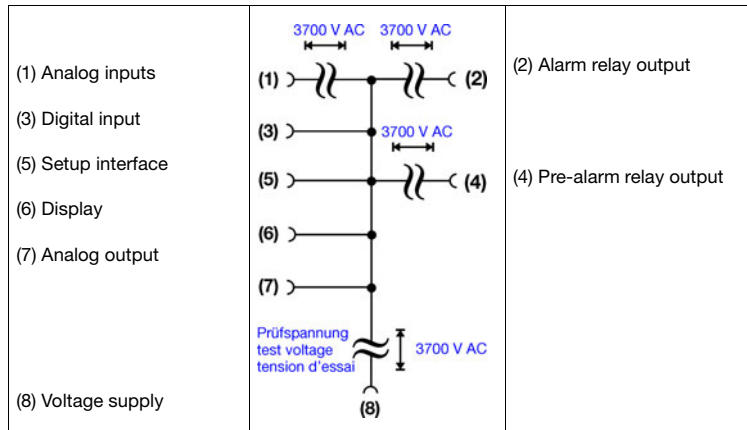 (1) Analog inputs
(3) Digital input
(5) Setup interface
(6) Display
(7) Analog output
(8) Voltage supply
3700 V AC 3700 V AC
(1) (2)
(3) 3700 V AC
(5) (4)
(6)
(7)
Prüfspannung
test voltage 3700 V AC
tension d'essai
(8)
(2) Alarm relay output
(4) Pre-alarm relay output